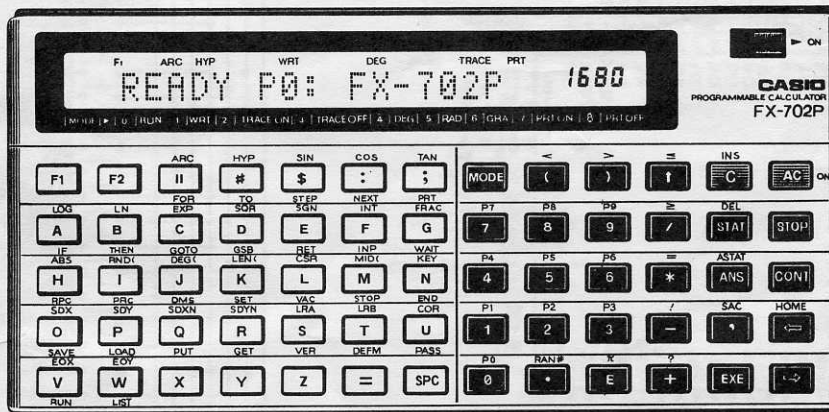 F1 ARC HYP WRT DEG TRACE PRT
READY P0: FX-702P 1680
ON
CASIO
PROGRAMMABLE CALCULATOR
FX-702P
MODE 0 RUN 1 WRT 2 TRACE ON 3 TRACE OFF 4 DEG 5 RAD 6 GRA 7 PRT ON 8 PRT OFF
ARC HYP SIN COS TAN < > ≦ INS
F1 F2 II # $ : ; MODE ( ) ↑ C AC ON
FOR TO STEP NEXT PRT
LOG LN EXP SQR SGN INT FRAC P7 P8 P9 ≥ DEL
A B C D E F G 7 8 9 / STAT STOP
IF THEN GOTO GSB RET INP WAIT
ABS RND( DEG( LEN( CSR MID( KEY P4 P5 P6 = ASTAT
H I J K L M N 4 5 6 * ANS CONT
RPC PRC DMS SET VAC STOP END
SDX SDY SDXN SDYN LRA LRB COR P1 P2 P3 ! SAC HOME
O P Q R S T U 1 2 3 − ' ⇦
SAVE LOAD PUT GET VER DEFM PASS
EOX EOY P0 RAN# % ?
V W X Y Z = SPC 0 • E + EXE ⇨
RUN LIST